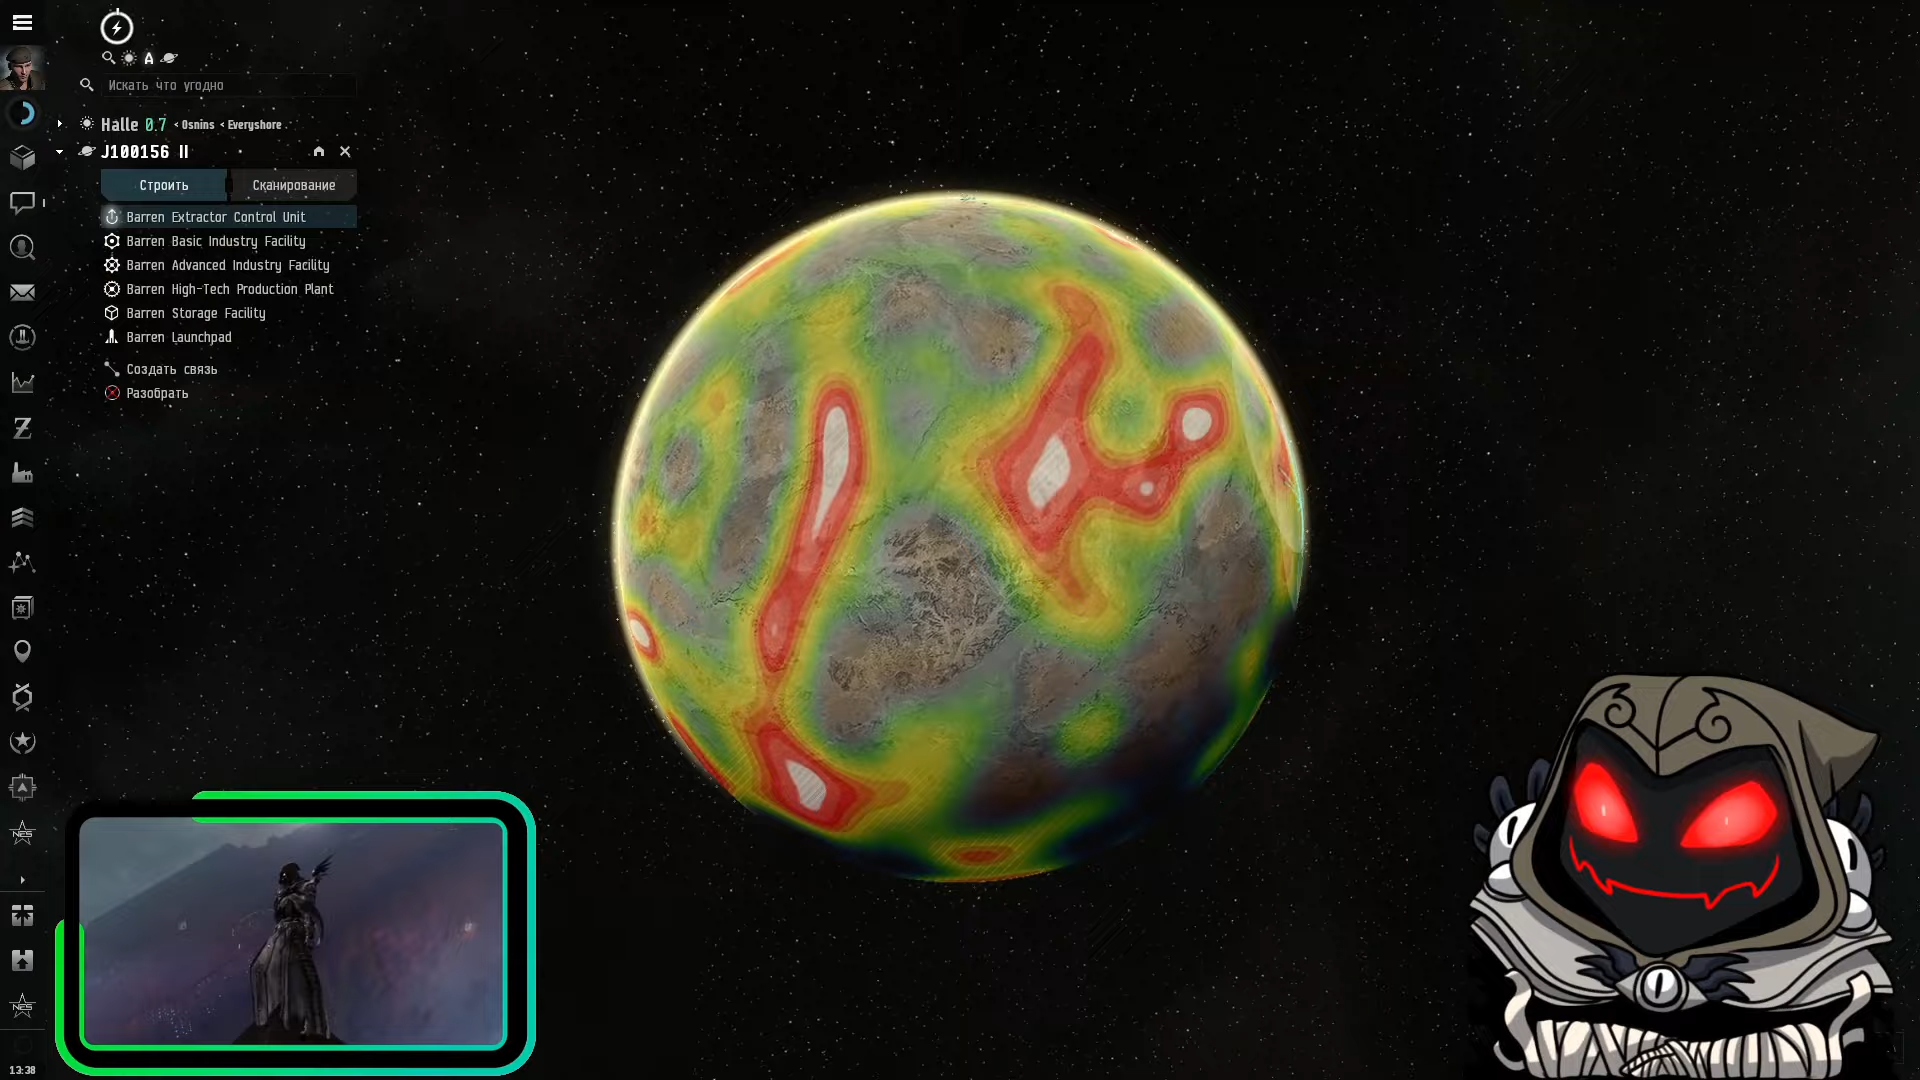 Искать что угодно
Halle 0.7 < Osnins < Everyshore
J100156 II
Строить
Сканирование
Barren Extractor Control Unit
Barren Basic Industry Facility
Barren Advanced Industry Facility
Barren High-Tech Production Plant
Barren Storage Facility
Barren Launchpad
Создать связь
Разобрать
NES
NES
13:38